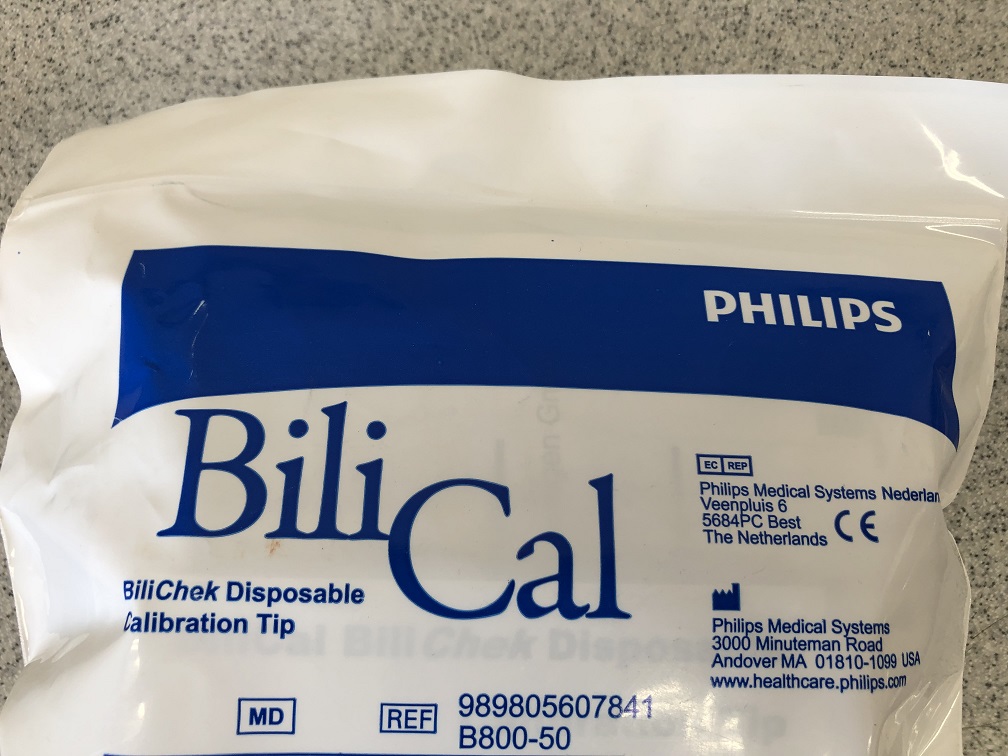 PHILIPS
Bili
Cal
BiliChek Disposable
Calibration Tip
EC REP
Philips Medical Systems Nederlan
Veenpluis 6
5684PC Best
The Netherlands
CE
Philips Medical Systems
3000 Minuteman Road
Andover MA 01810-1099 USA
www.healthcare.philips.com
MD
REF
989805607841
B800-50